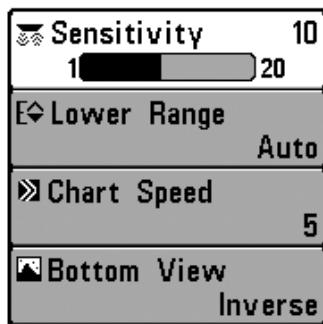 Sensitivity 10
1 20
Lower Range
Auto
Chart Speed
5
Bottom View
Inverse